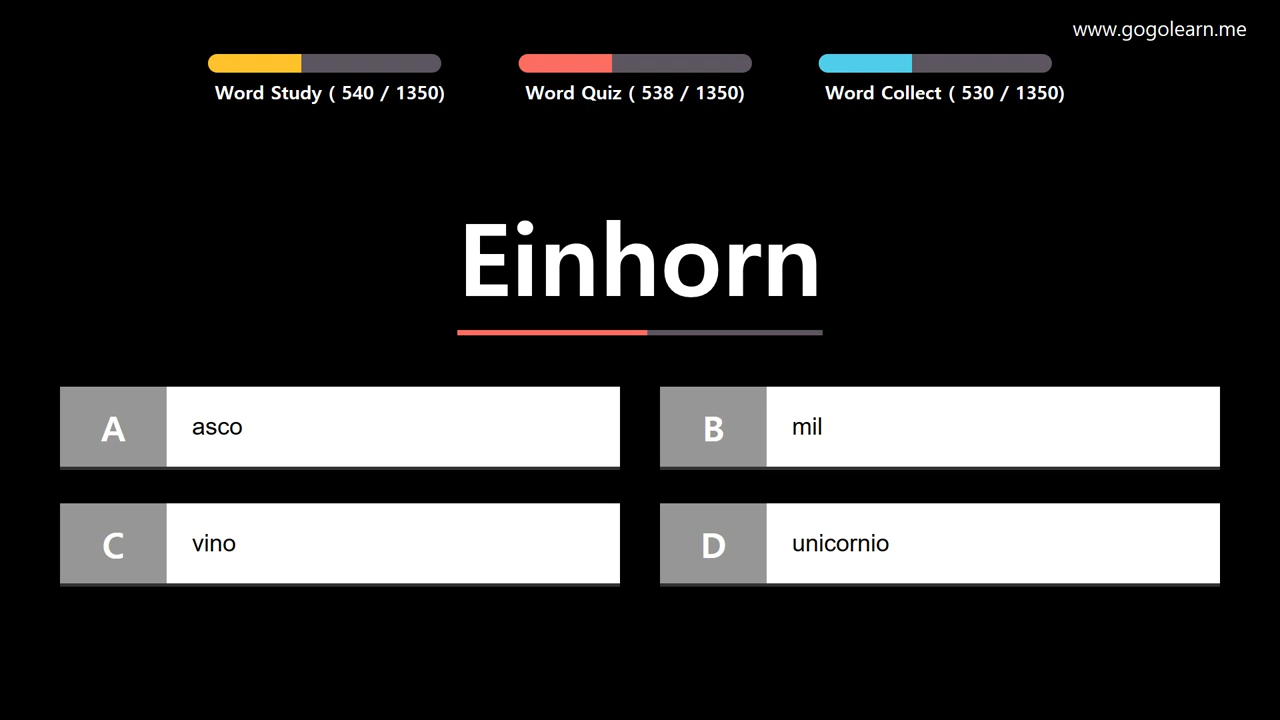 www.gogolearn.me
Word Study ( 540 / 1350)
Word Quiz ( 538 / 1350)
Word Collect ( 530 / 1350)
Einhorn
A
asco
B
mil
C
vino
D
unicornio